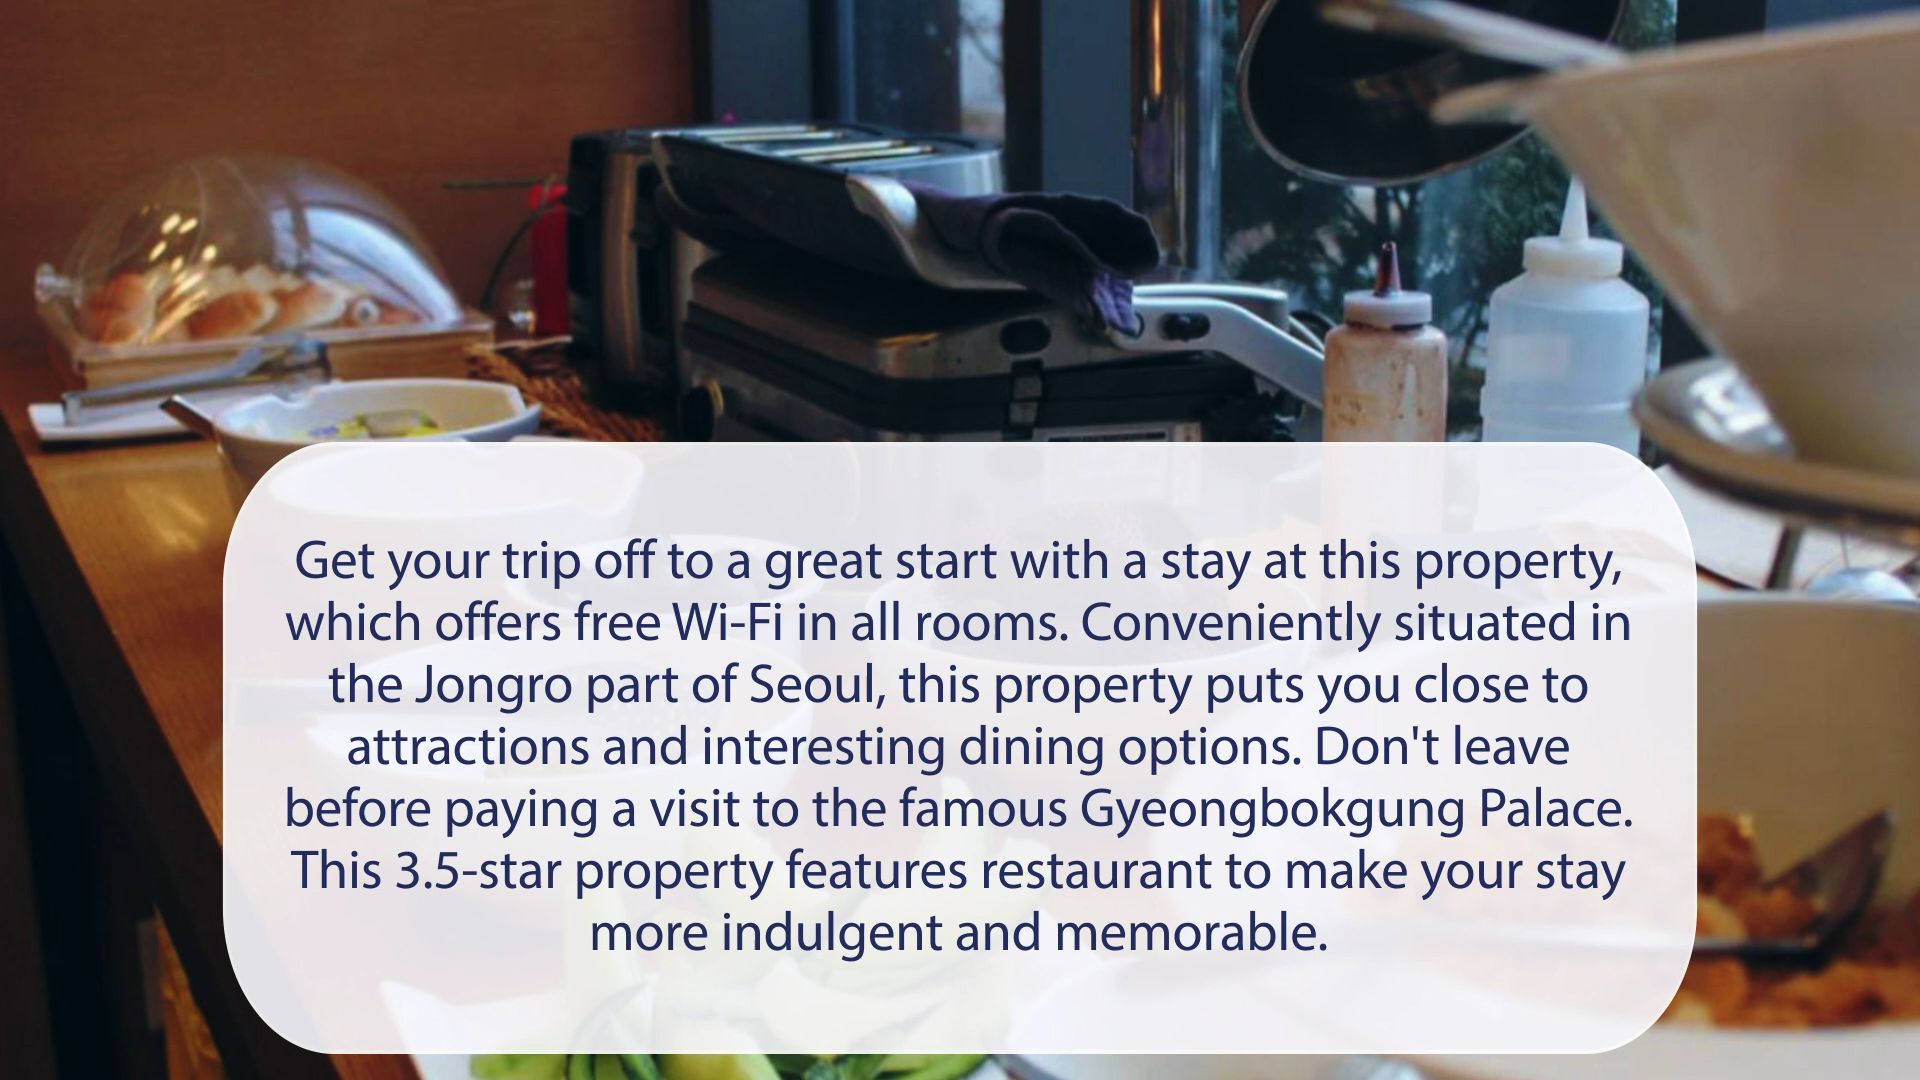 Get your trip off to a great start with a stay at this property,
which offers free Wi-Fi in all rooms. Conveniently situated in
the Jongro part of Seoul, this property puts you close to
attractions and interesting dining options. Don't leave
before paying a visit to the famous Gyeongbokgung Palace.
This 3.5-star property features restaurant to make your stay
more indulgent and memorable.